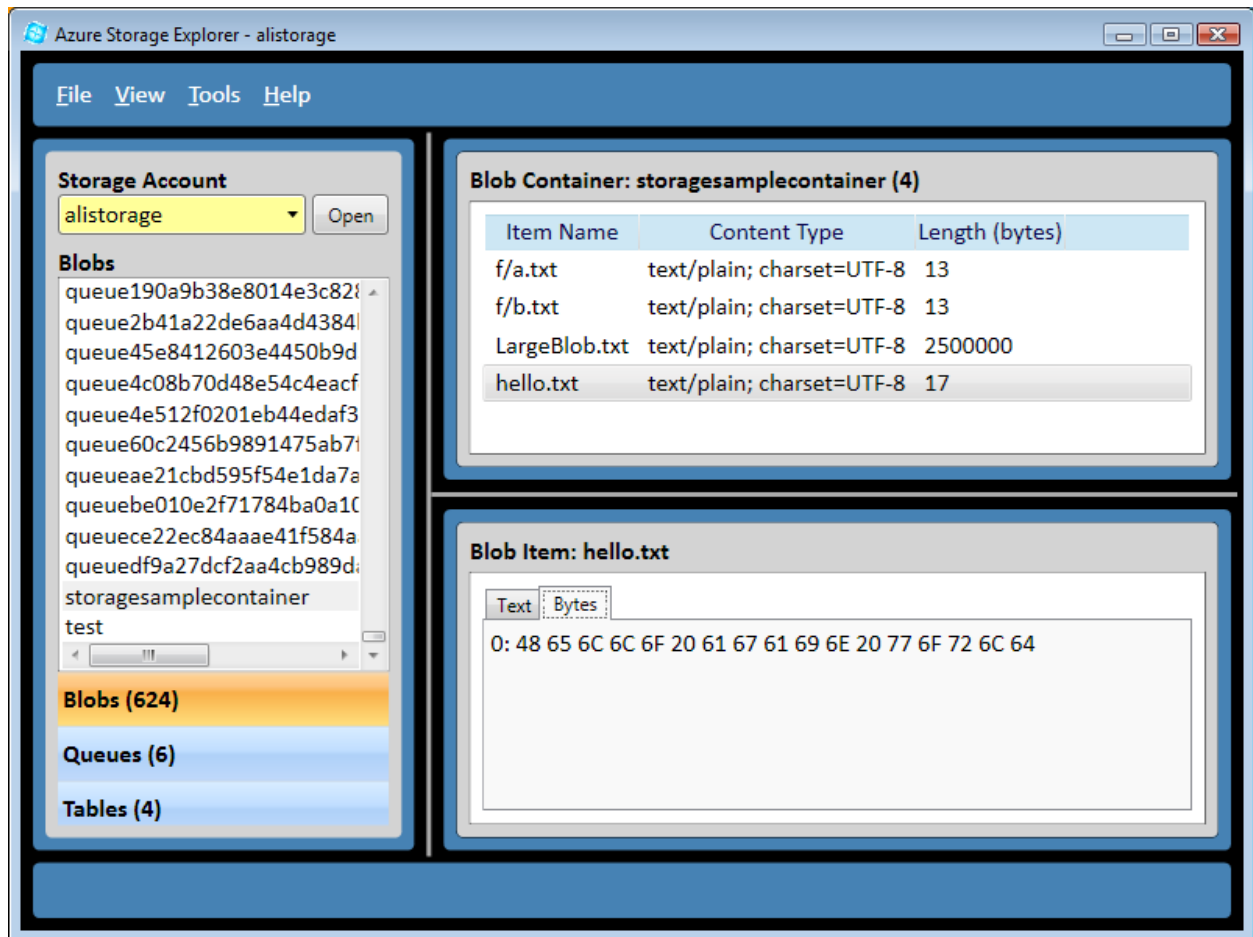 Azure Storage Explorer - alistorage
File View Tools Help
Storage Account
alistorage
Open
Blobs
queue190a9b38e8014e3c828
queue2b41a22de6aa4d4384
queue45e8412603e4450b9d
queue4c08b70d48e54c4eacf
queue4e512f0201eb44edaf3
queue60c2456b9891475ab7f
queueae21cbd595f54e1da7a
queuebe010e2f71784ba0a10
queuece22ec84aaae41f584a
queuedf9a27dcf2aa4cb989d
storagesamplecontainer
test
Blobs (624)
Queues (6)
Tables (4)
Blob Container: storagesamplecontainer (4)
Item Name Content Type Length (bytes)
f/a.txt text/plain; charset=UTF-8 13
f/b.txt text/plain; charset=UTF-8 13
LargeBlob.txt text/plain; charset=UTF-8 2500000
hello.txt text/plain; charset=UTF-8 17
Blob Item: hello.txt
Text Bytes
0: 48 65 6C 6C 6F 20 61 67 61 69 6E 20 77 6F 72 6C 64